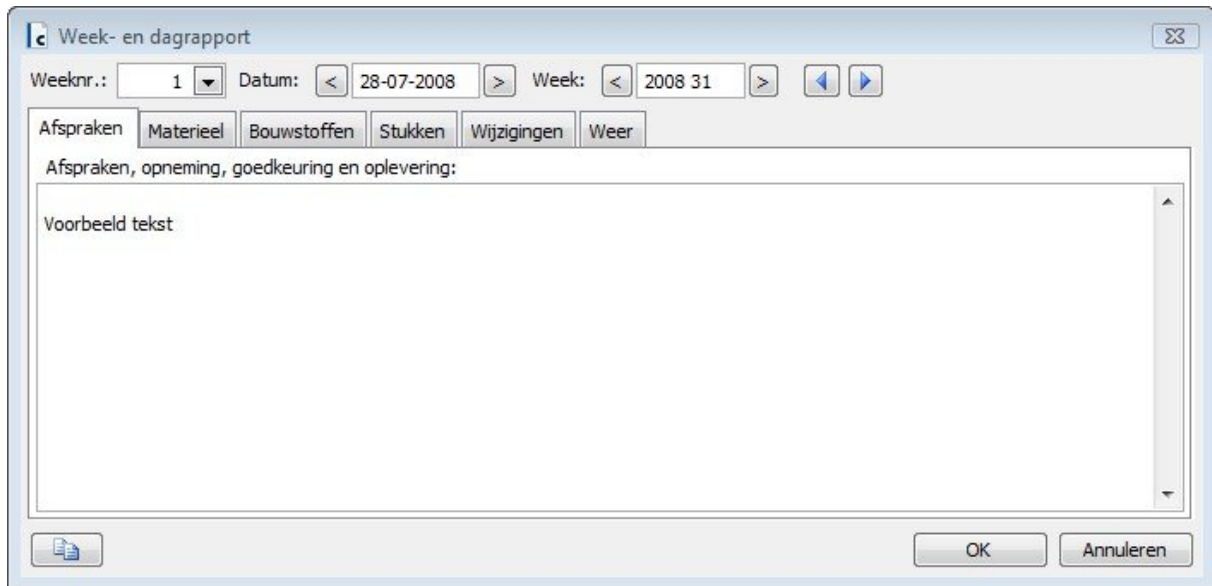 c Week- en dagrapport
Weeknr.: 1 Datum: < 28-07-2008 > Week: < 2008 31 >
Afspraken Materieel Bouwstoffen Stukken Wijzigingen Weer
Afspraken, opneming, goedkeuring en oplevering:
Voorbeeld tekst
OK Annuleren